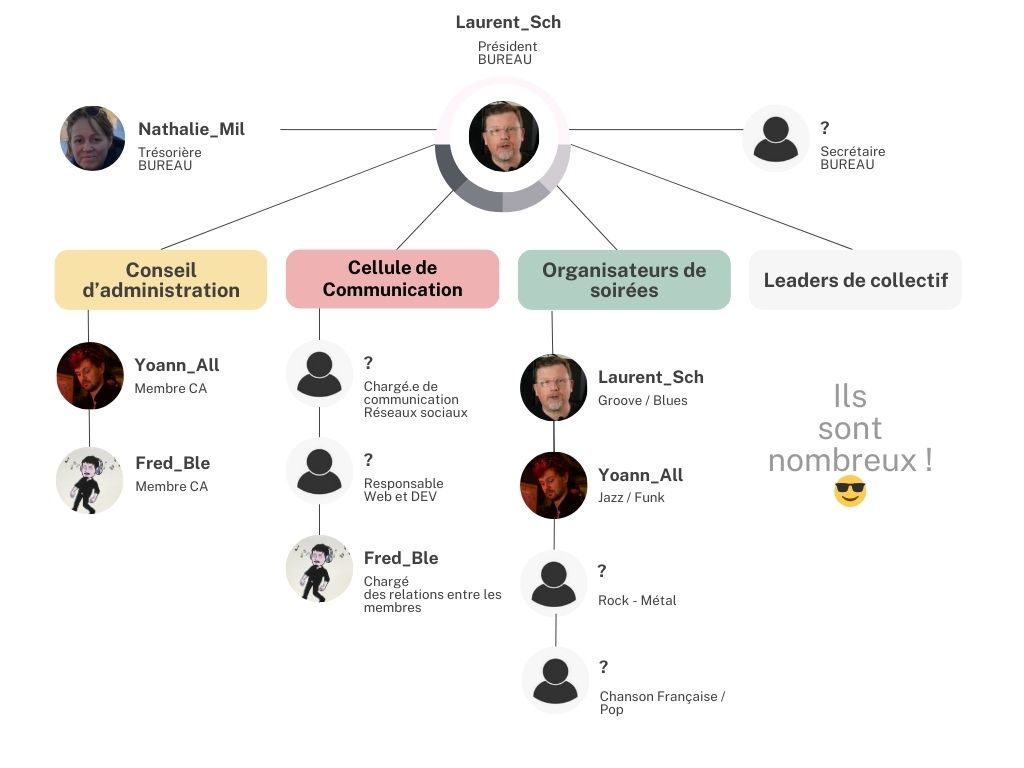 Laurent_Sch
Président
BUREAU
Nathalie_Mil
Trésorière
BUREAU
?
Secrétaire
BUREAU
Conseil
d’administration
Cellule de
Communication
Organisateurs de
soirées
Leaders de collectif
Yoann_All
Membre CA
Fred_Ble
Membre CA
?
Chargé.e de
communication
Réseaux sociaux
?
Responsable
Web et DEV
Fred_Ble
Chargé
des relations entre les
membres
Laurent_Sch
Groove / Blues
Yoann_All
Jazz / Funk
?
Rock - Métal
?
Chanson Française /
Pop
Ils
sont
nombreux !